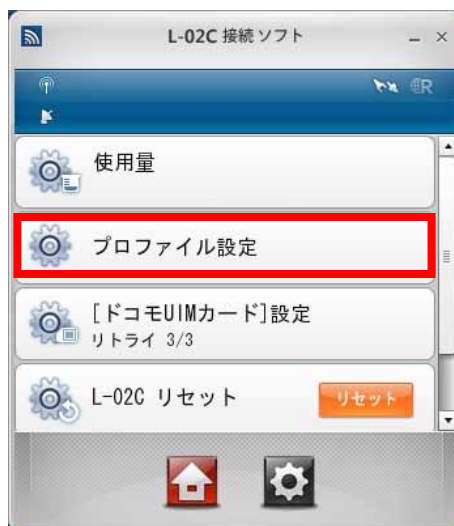 L-02C 接続ソフト
R
使用量
プロファイル設定
[ドコモUIMカード]設定
リトライ 3/3
L-02C リセット
リセット